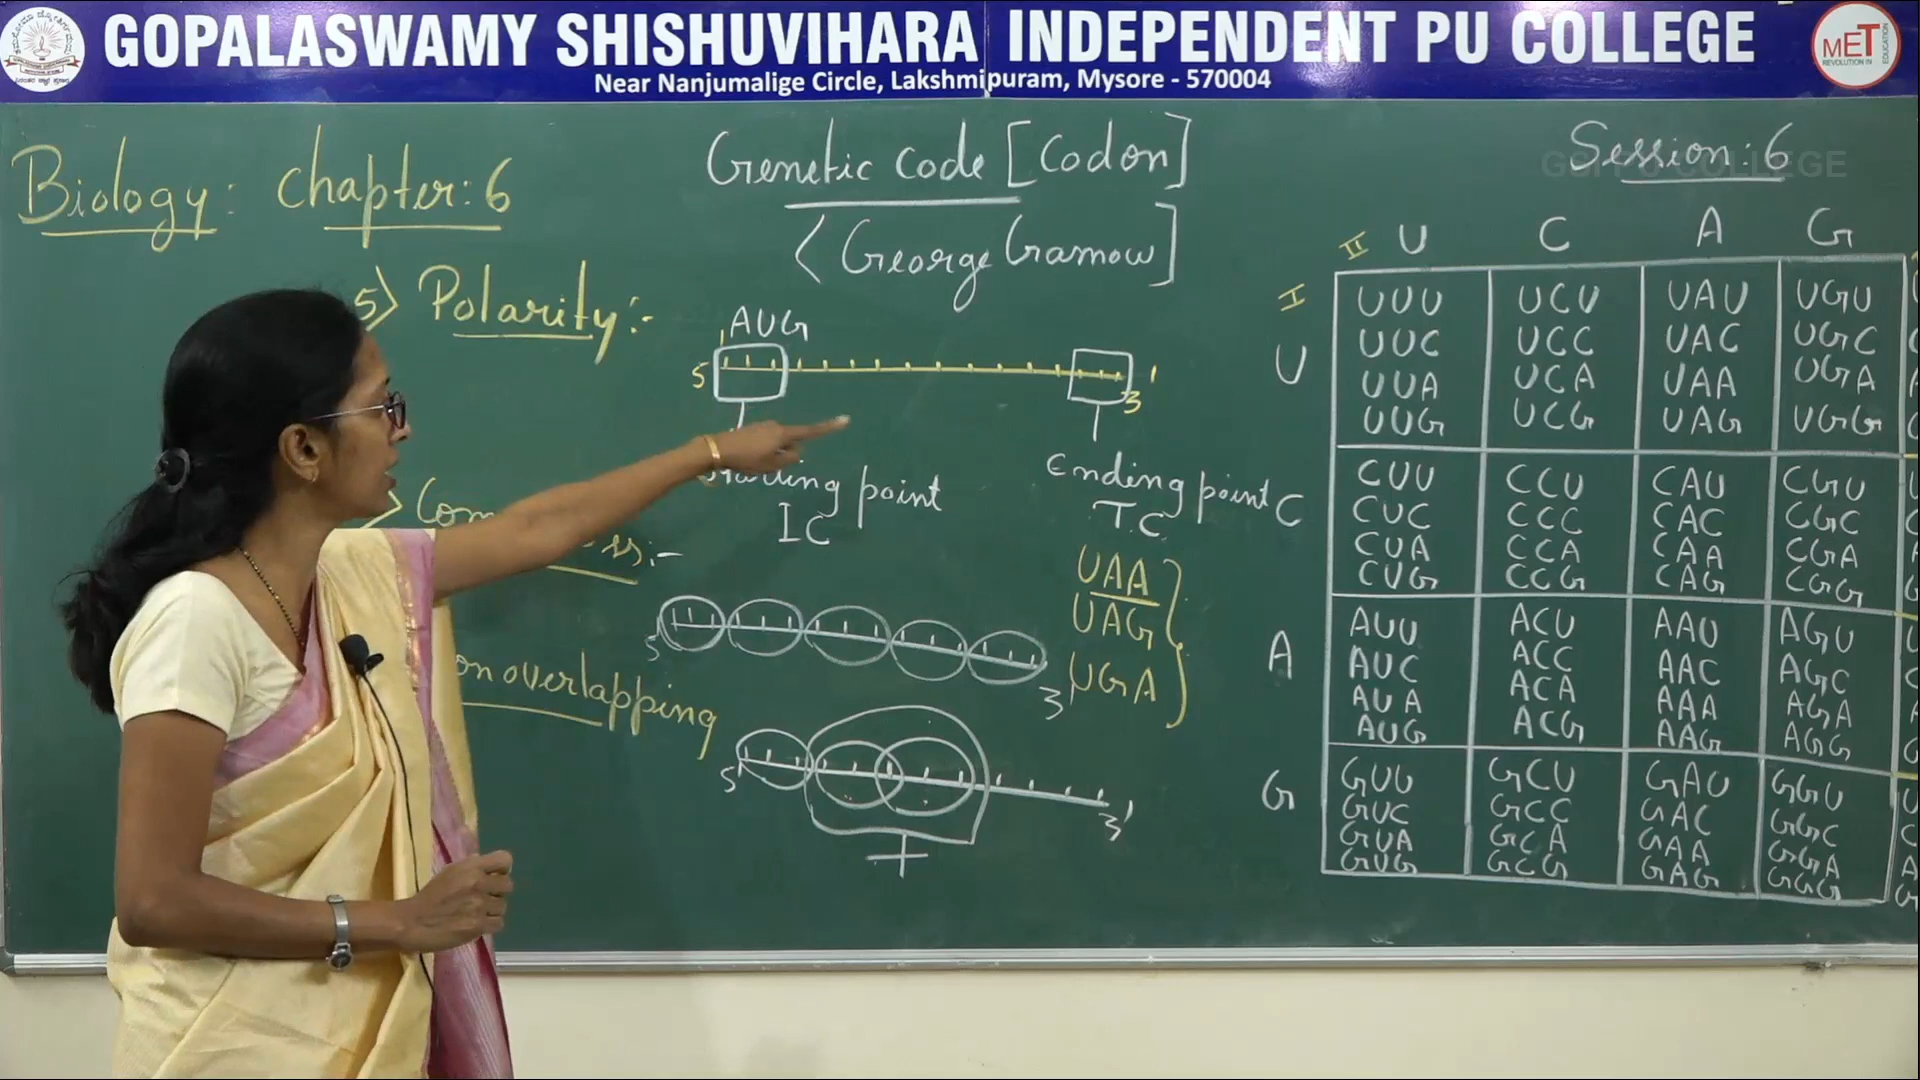 GOPALASWAMY SHISHUVIHARA INDEPENDENT PU COLLEGE
Near Nanjumalige Circle, Lakshmipuram, Mysore - 570004
MET
REVOLUTION IN EDUCATION
Biology: Chapter: 6
Genetic code [Codon]
<George Gamow]
Session: 6
5) Polarity:-
AUG
5'
3'
point
IC
Ending point
T.C
UAA
UAG
UGA
5'
3'
on overlapping
5'
3'
II U C A G
I
U
UUU UCU UAU UGU
UUC UCC UAC UGC
UUA UCA UAA UGA
UUG UCG UAG UGG
C
CUU CCU CAU CGU
CUC CCC CAC CGC
CUA CCA CAA CGA
CUG CCG CAG CGG
A
AUU ACU AAU AGU
AUC ACC AAC AGC
AUA ACA AAA AGA
AUG ACG AAG AGG
G
GUU GCU GAU GGU
GUC GCC GAC GGC
GUA GCA GAA GGA
GUG GCG GAG GGG